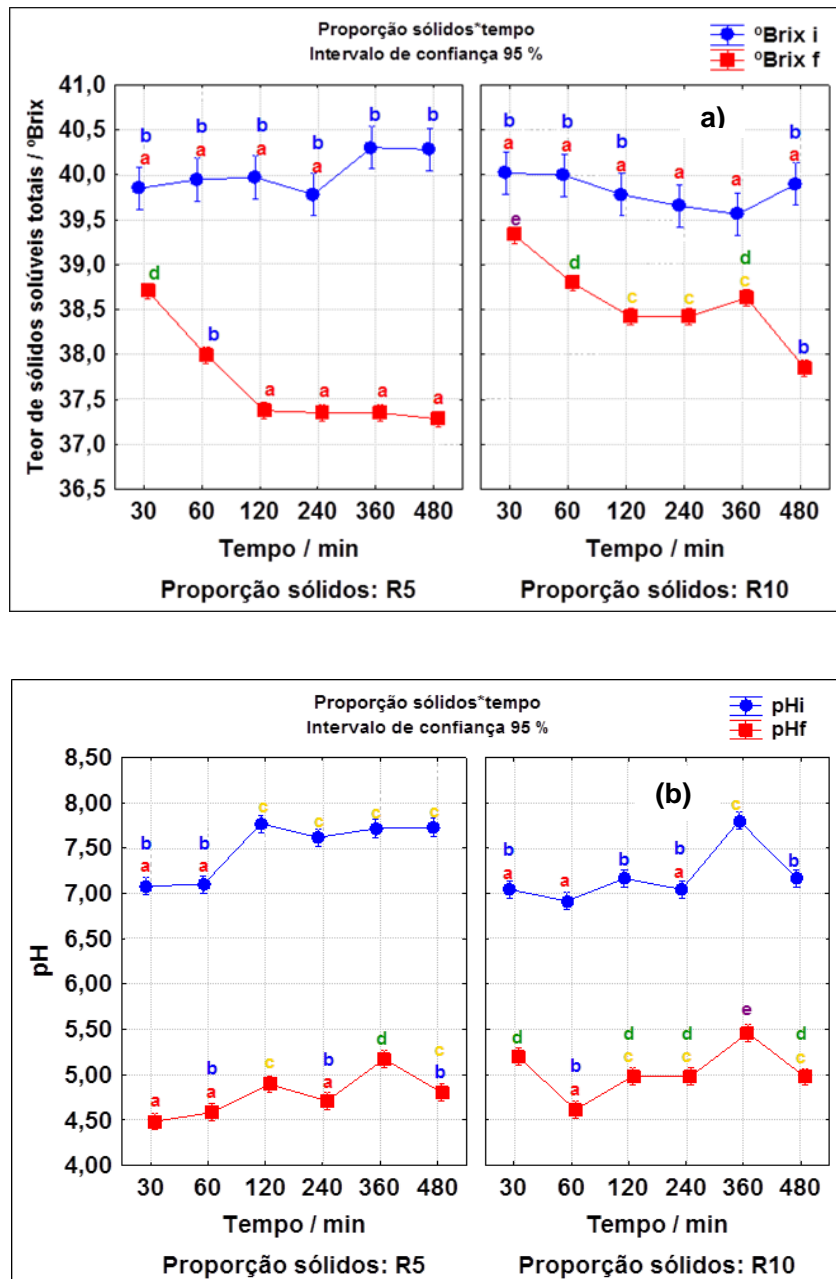 Proporção sólidos*tempo
Intervalo de confiança 95 %
ºBrix i
ºBrix f
a)
Teor de sólidos solúveis totais / ºBrix
41,0
40,5
40,0
39,5
39,0
38,5
38,0
37,5
37,0
36,5
b b b b b b
a a a a
d
b
a a a a
b b b b
a a a a a a
e
d
c c
d
c
b
30 60 120 240 360 480
30 60 120 240 360 480
Tempo / min
Tempo / min
Proporção sólidos: R5
Proporção sólidos: R10
Proporção sólidos*tempo
Intervalo de confiança 95 %
pHi
pHf
(b)
pH
8,50
8,00
7,50
7,00
6,50
6,00
5,50
5,00
4,50
4,00
b b
a a
c c c c
a
b
a
c
b
a
d
c
b
b
a
a
b
b
a
c
b
d
b
a
d
c
d
c
e
d
c
30 60 120 240 360 480
30 60 120 240 360 480
Tempo / min
Tempo / min
Proporção sólidos: R5
Proporção sólidos: R10